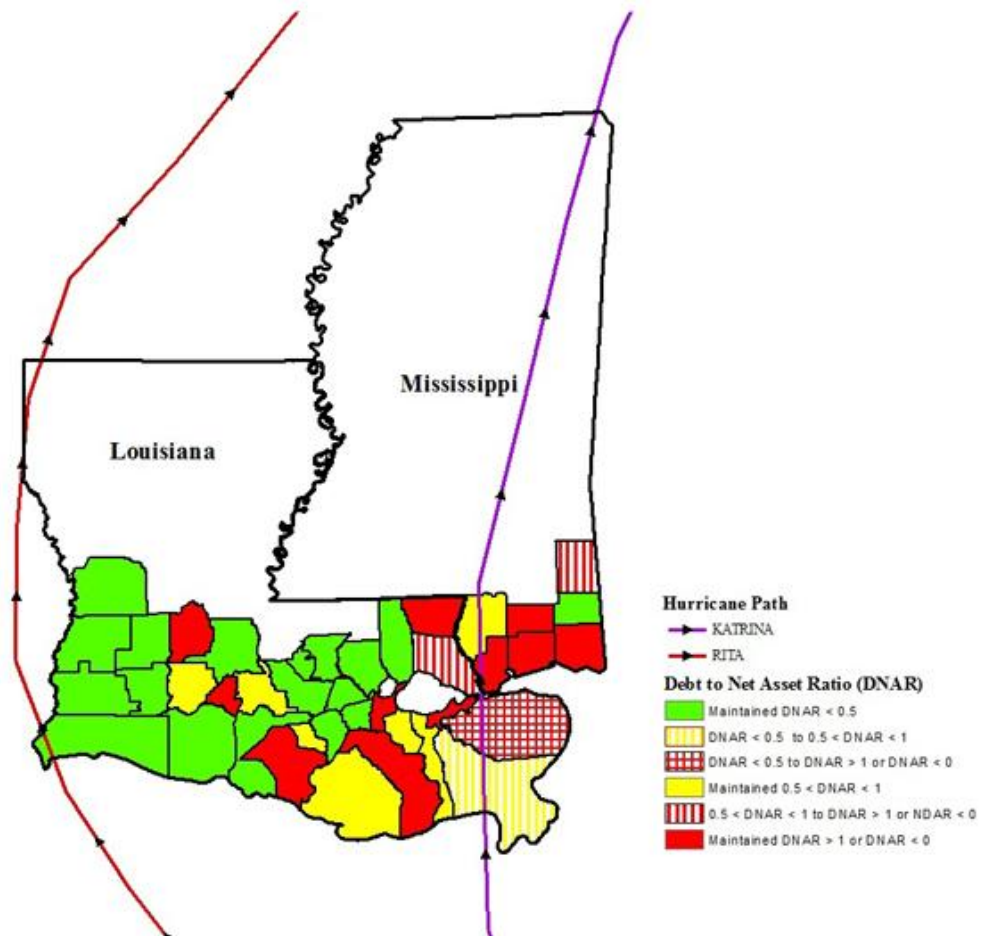 Mississippi
Louisiana
Hurricane Path
KATRINA
RITA
Debt to Net Asset Ratio (DNAR)
Maintained DNAR < 0.5
DNAR < 0.5 to 0.5 < DNAR < 1
DNAR < 0.5 to DNAR > 1 or DNAR < 0
Maintained 0.5 < DNAR < 1
0.5 < DNAR < 1 to DNAR > 1 or NDAR < 0
Maintained DNAR > 1 or DNAR < 0